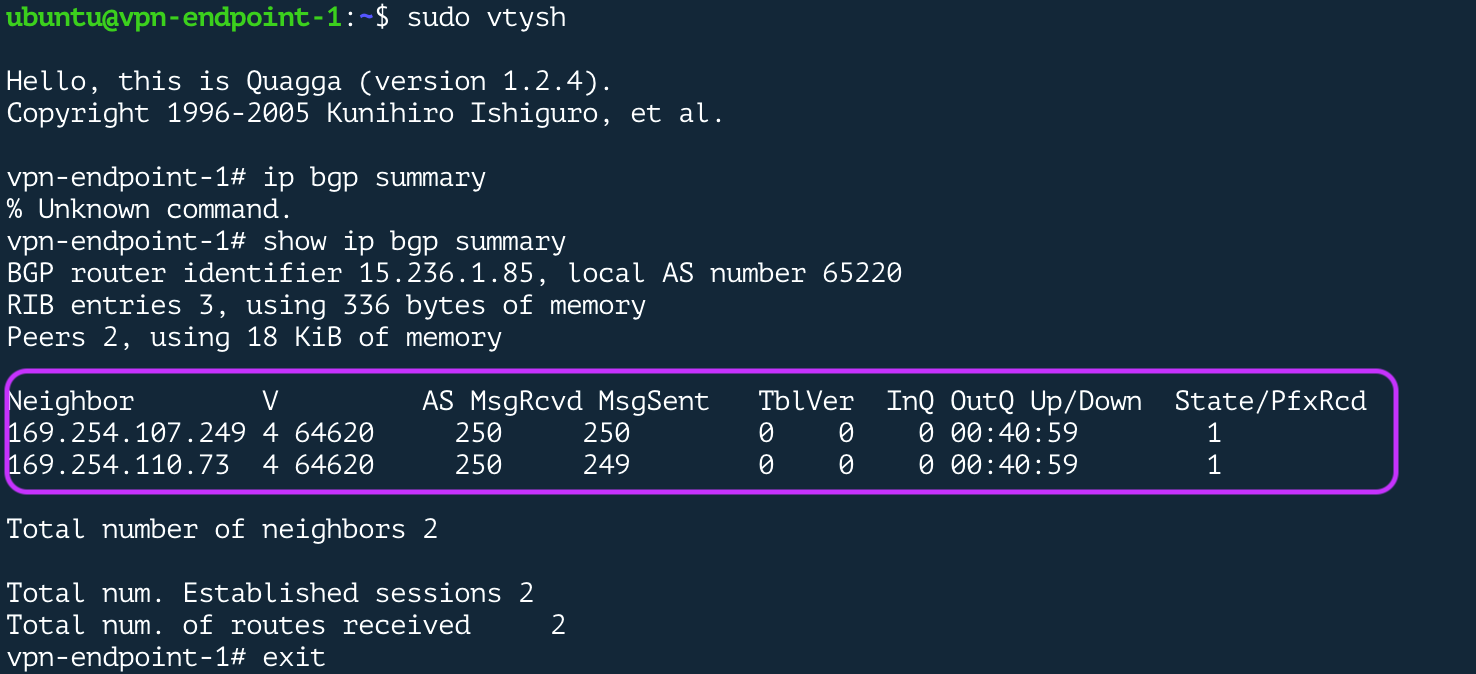 ubuntu@vpn-endpoint-1:~$ sudo vtysh
Hello, this is Quagga (version 1.2.4).
Copyright 1996-2005 Kunihiro Ishiguro, et al.
vpn-endpoint-1# ip bgp summary
% Unknown command.
vpn-endpoint-1# show ip bgp summary
BGP router identifier 15.236.1.85, local AS number 65220
RIB entries 3, using 336 bytes of memory
Peers 2, using 18 KiB of memory
Neighbor        V         AS MsgRcvd MsgSent   TblVer  InQ OutQ Up/Down  State/PfxRcd
169.254.107.249 4 64620     250     250        0    0    0 00:40:59        1
169.254.110.73  4 64620     250     249        0    0    0 00:40:59        1
Total number of neighbors 2
Total num. Established sessions 2
Total num. of routes received     2
vpn-endpoint-1# exit